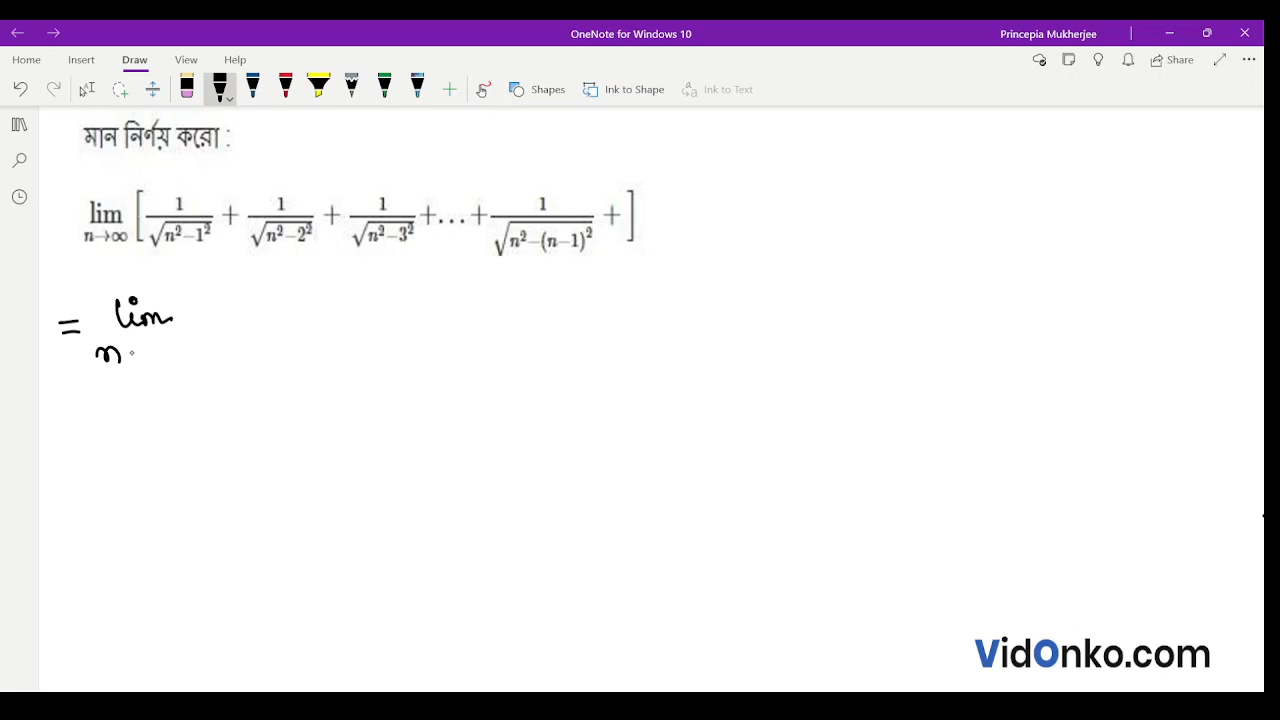 OneNote for Windows 10
Princepia Mukherjee
Home Insert Draw View Help
Share
Shapes Ink to Shape Ink to Text
মান নির্ণয় করো :
lim n→∞ [ 1/√(n²−1²) + 1/√(n²−2²) + 1/√(n²−3²) +...+ 1/√(n²−(n−1)²) + ]
= lim
n
VidOnko.com